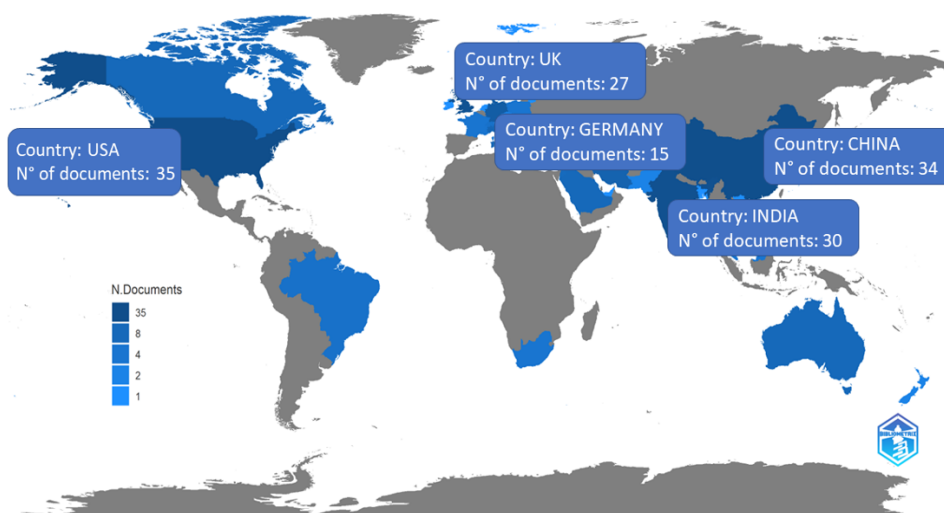 Country: UK
N° of documents: 27
Country: GERMANY
N° of documents: 15
Country: USA
N° of documents: 35
Country: CHINA
N° of documents: 34
Country: INDIA
N° of documents: 30
N.Documents
35
8
4
2
1
BIBLIOMETRIX